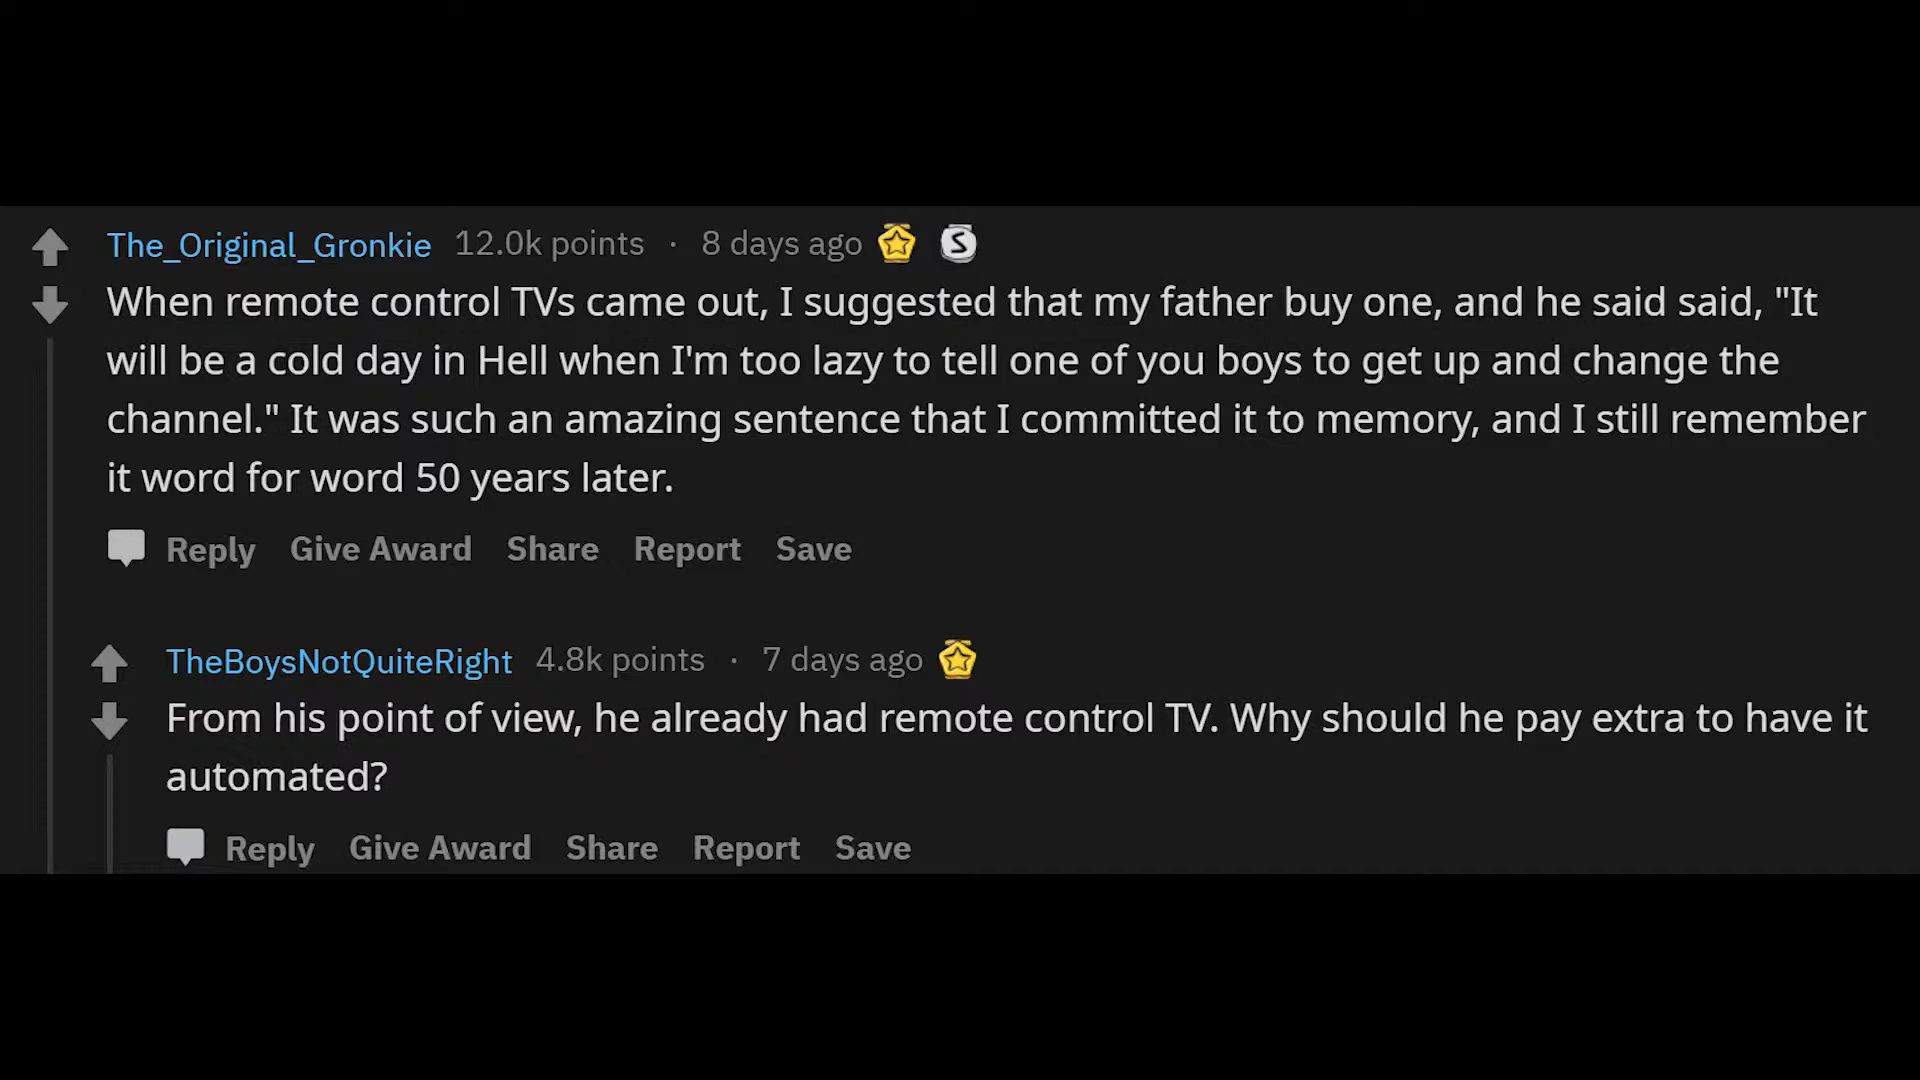 The_Original_Gronkie 12.0k points · 8 days ago S
When remote control TVs came out, I suggested that my father buy one, and he said said, "It
will be a cold day in Hell when I'm too lazy to tell one of you boys to get up and change the
channel." It was such an amazing sentence that I committed it to memory, and I still remember
it word for word 50 years later.
Reply Give Award Share Report Save
TheBoysNotQuiteRight 4.8k points · 7 days ago
From his point of view, he already had remote control TV. Why should he pay extra to have it
automated?
Reply Give Award Share Report Save